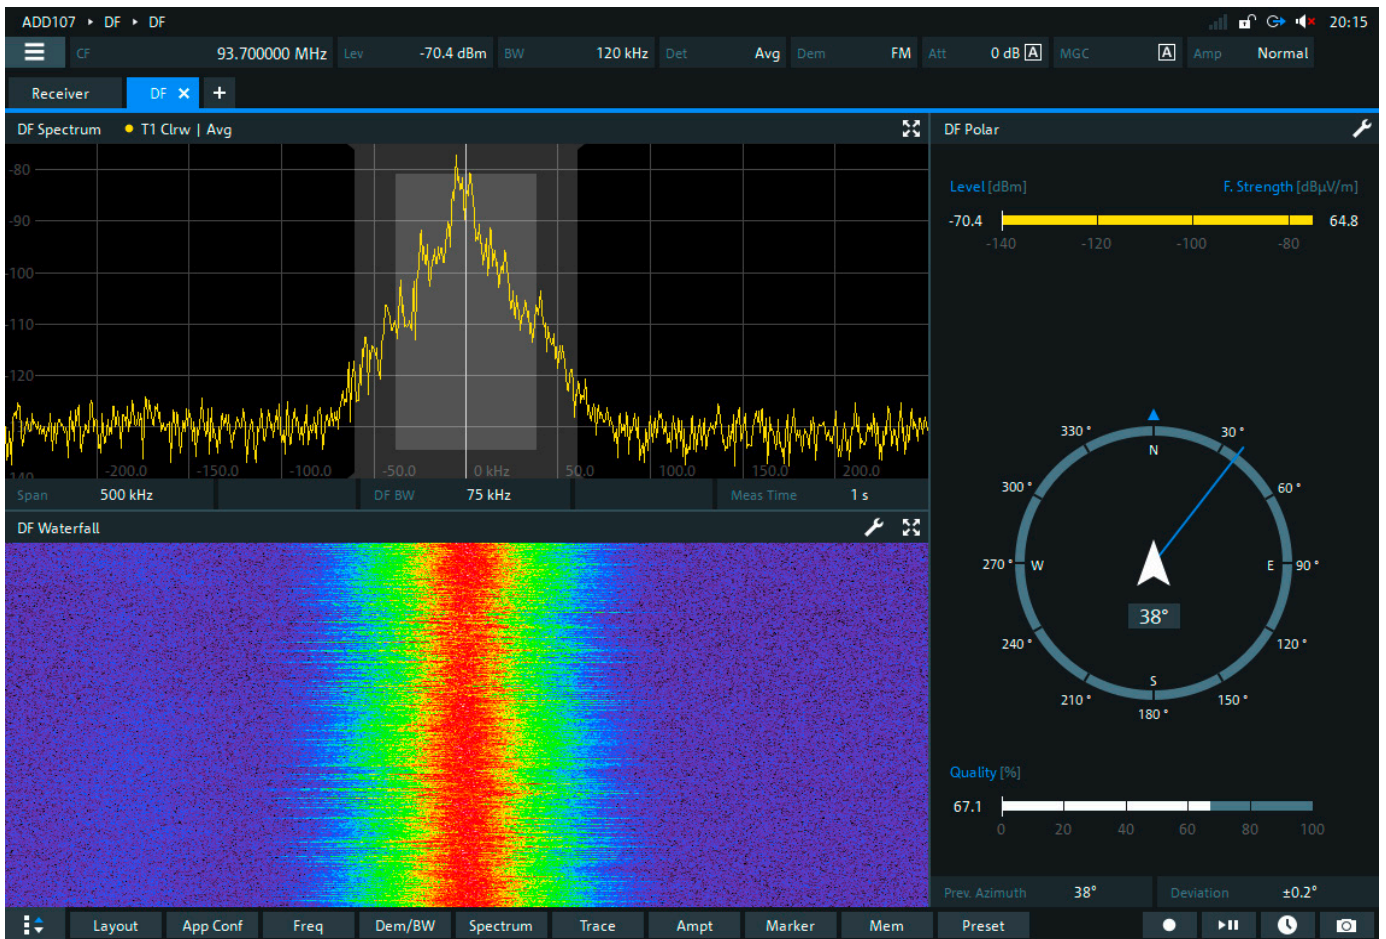 ADD107 ▸ DF ▸ DF 20:15
CF 93.700000 MHz Lev -70.4 dBm BW 120 kHz Det Avg Dem FM Att 0 dB A MGC A Amp Normal
Receiver DF × +
DF Spectrum • T1 Clrw | Avg
-80
-90
-100
-110
-120
-140
-200.0 -150.0 -100.0 -50.0 0 kHz 50.0 100.0 150.0 200.0
Span 500 kHz DF BW 75 kHz Meas Time 1 s
DF Waterfall
DF Polar
Level [dBm] F. Strength [dBµV/m]
-70.4 64.8
-140 -120 -100 -80
330° 30°
N
300° 60°
270° W E 90°
38°
240° 120°
S
210° 150°
180°
Quality [%]
67.1
0 20 40 60 80 100
Prev. Azimuth 38° Deviation ±0.2°
Layout App Conf Freq Dem/BW Spectrum Trace Ampt Marker Mem Preset